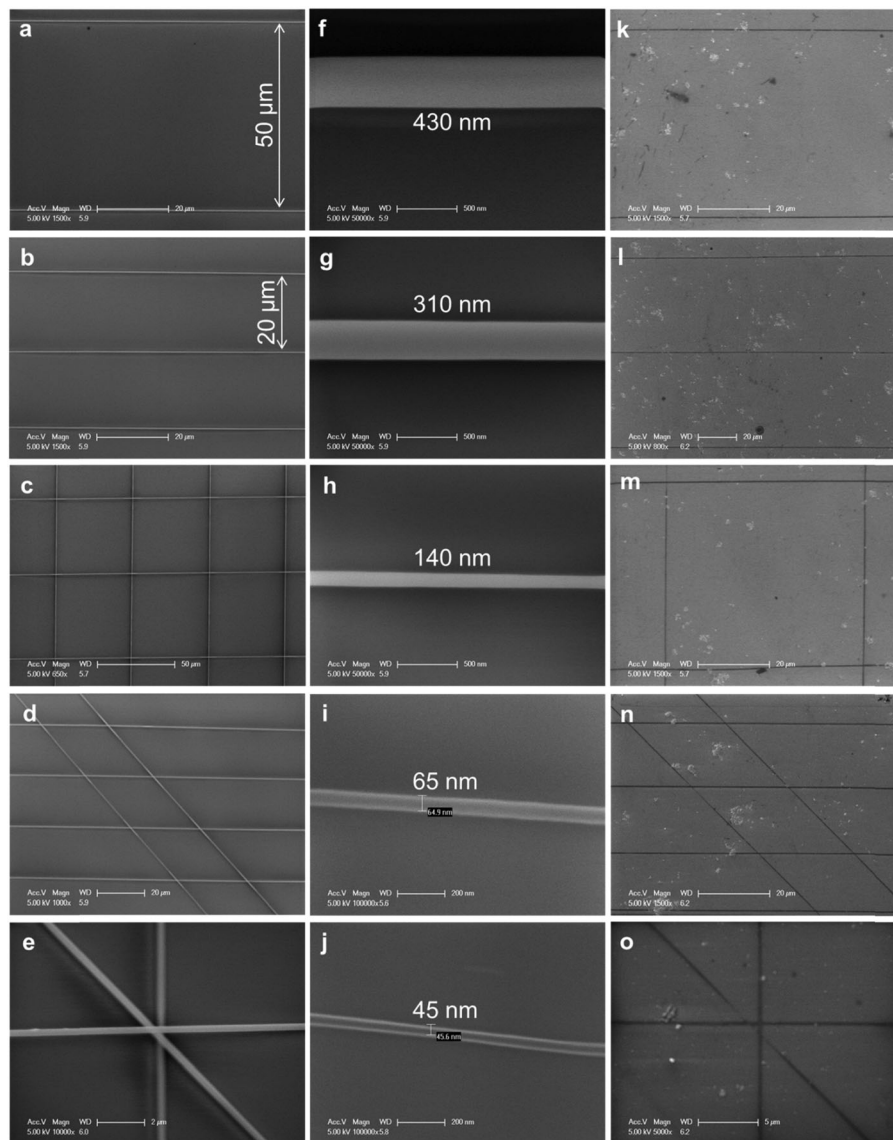 a
50 µm
Acc.V Magn WD 20 µm
5.00 kV 1500x 5.9
f
430 nm
Acc.V Magn WD 500 nm
5.00 kV 50000x 5.9
k
Acc.V Magn WD 20 µm
5.00 kV 1500x 5.7
b
20 µm
Acc.V Magn WD 20 µm
5.00 kV 1500x 5.9
g
310 nm
Acc.V Magn WD 500 nm
5.00 kV 50000x 5.9
l
Acc.V Magn WD 20 µm
5.00 kV 800x 6.2
c
Acc.V Magn WD 50 µm
5.00 kV 650x 5.7
h
140 nm
Acc.V Magn WD 500 nm
5.00 kV 50000x 5.9
m
Acc.V Magn WD 20 µm
5.00 kV 1500x 5.7
d
Acc.V Magn WD 20 µm
5.00 kV 1000x 5.9
i
65 nm
64.9 nm
Acc.V Magn WD 200 nm
5.00 kV 100000x 5.6
n
Acc.V Magn WD 20 µm
5.00 kV 1500x 6.2
e
Acc.V Magn WD 2 µm
5.00 kV 10000x 6.0
j
45 nm
45.6 nm
Acc.V Magn WD 200 nm
5.00 kV 100000x 5.8
o
Acc.V Magn WD 5 µm
5.00 kV 5000x 6.2